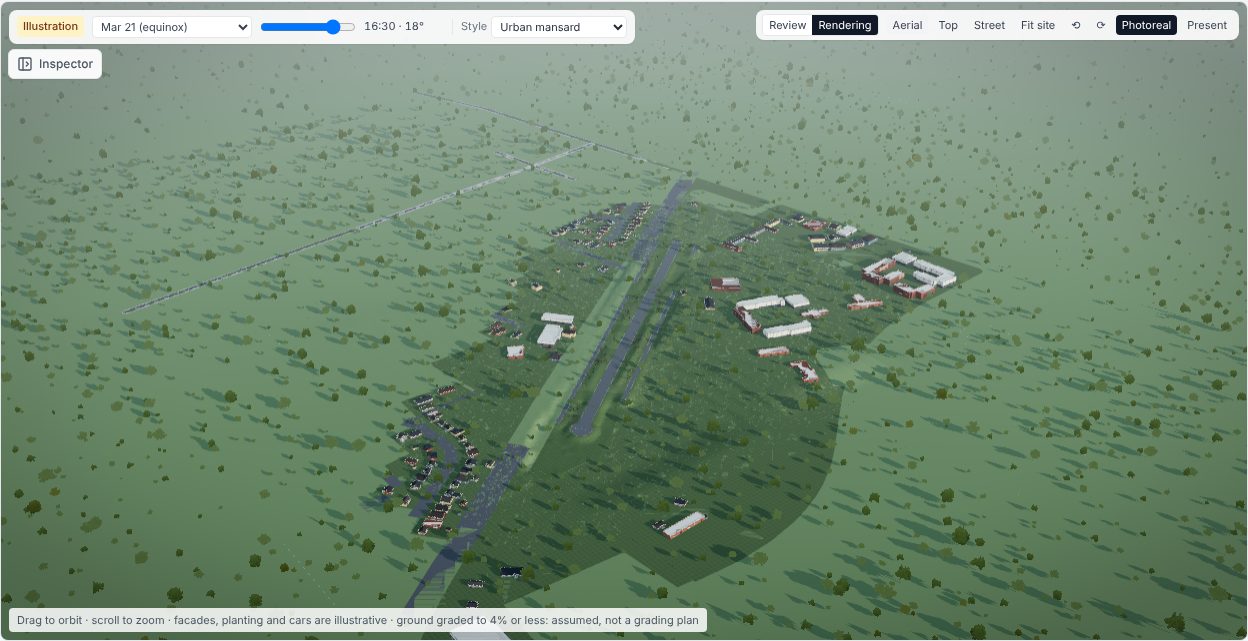 Illustration
Mar 21 (equinox)
16:30 · 18°
Style
Urban mansard
Review
Rendering
Aerial
Top
Street
Fit site
Photoreal
Present
Inspector
Drag to orbit · scroll to zoom · facades, planting and cars are illustrative · ground graded to 4% or less: assumed, not a grading plan